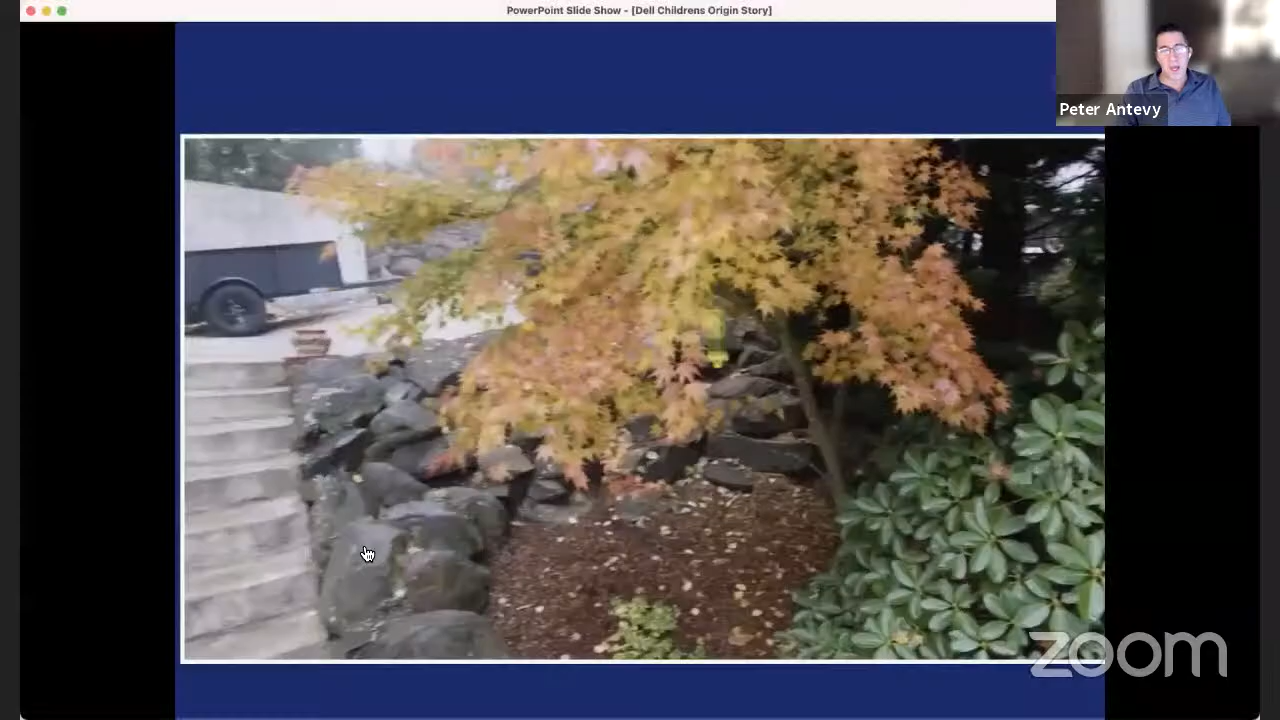 PowerPoint Slide Show - [Dell Childrens Origin Story]
Peter Antevy
zoom